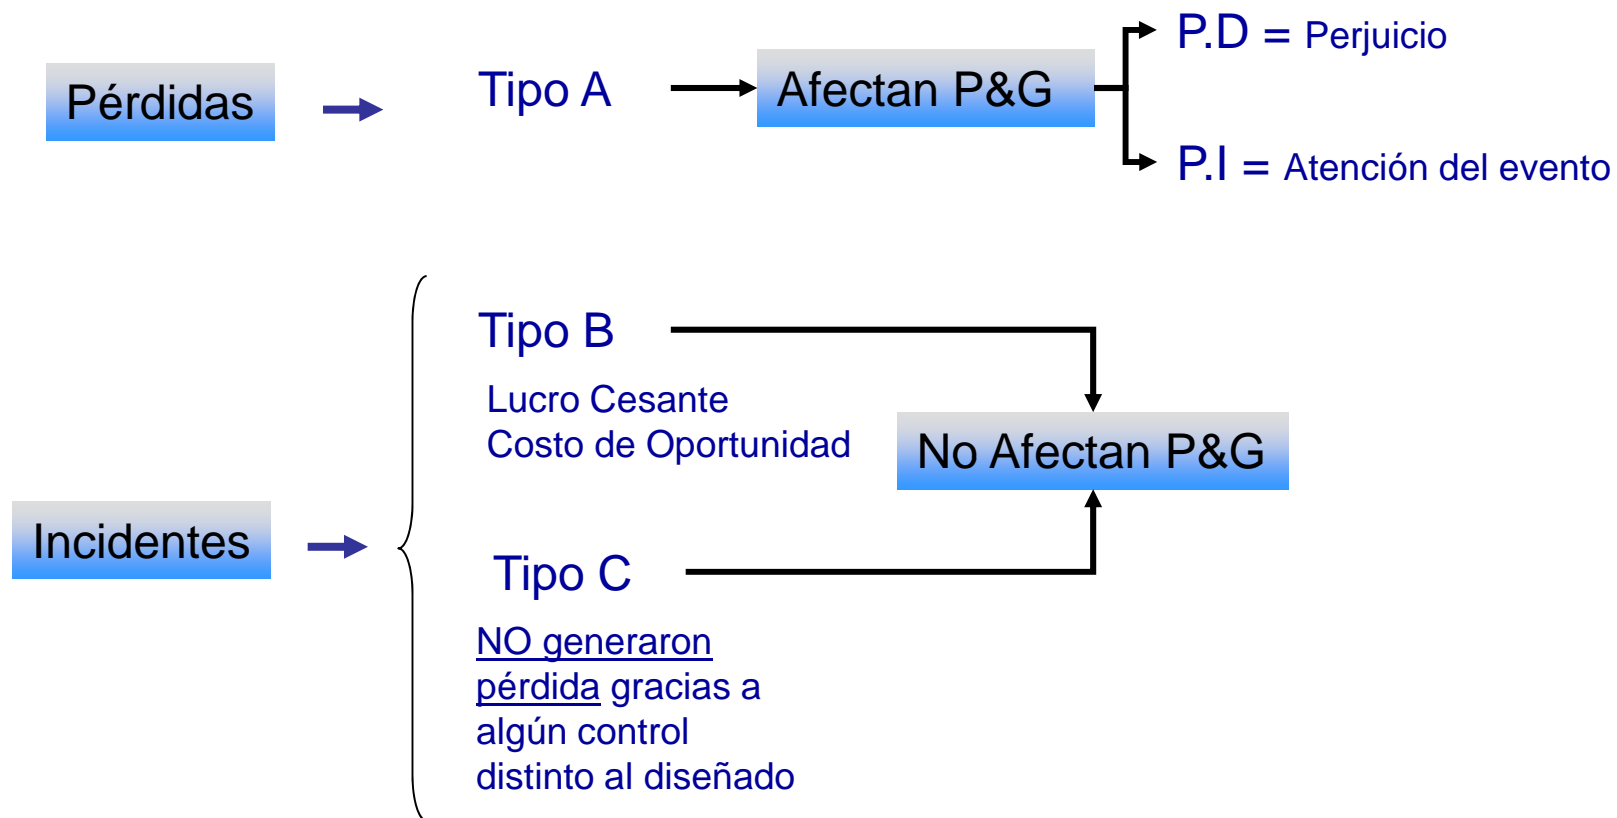 Pérdidas
Tipo A
Afectan P&G
P.D = Perjuicio
P.I = Atención del evento
Incidentes
Tipo B
Lucro Cesante
Costo de Oportunidad
No Afectan P&G
Tipo C
NO generaron
pérdida gracias a
algún control
distinto al diseñado